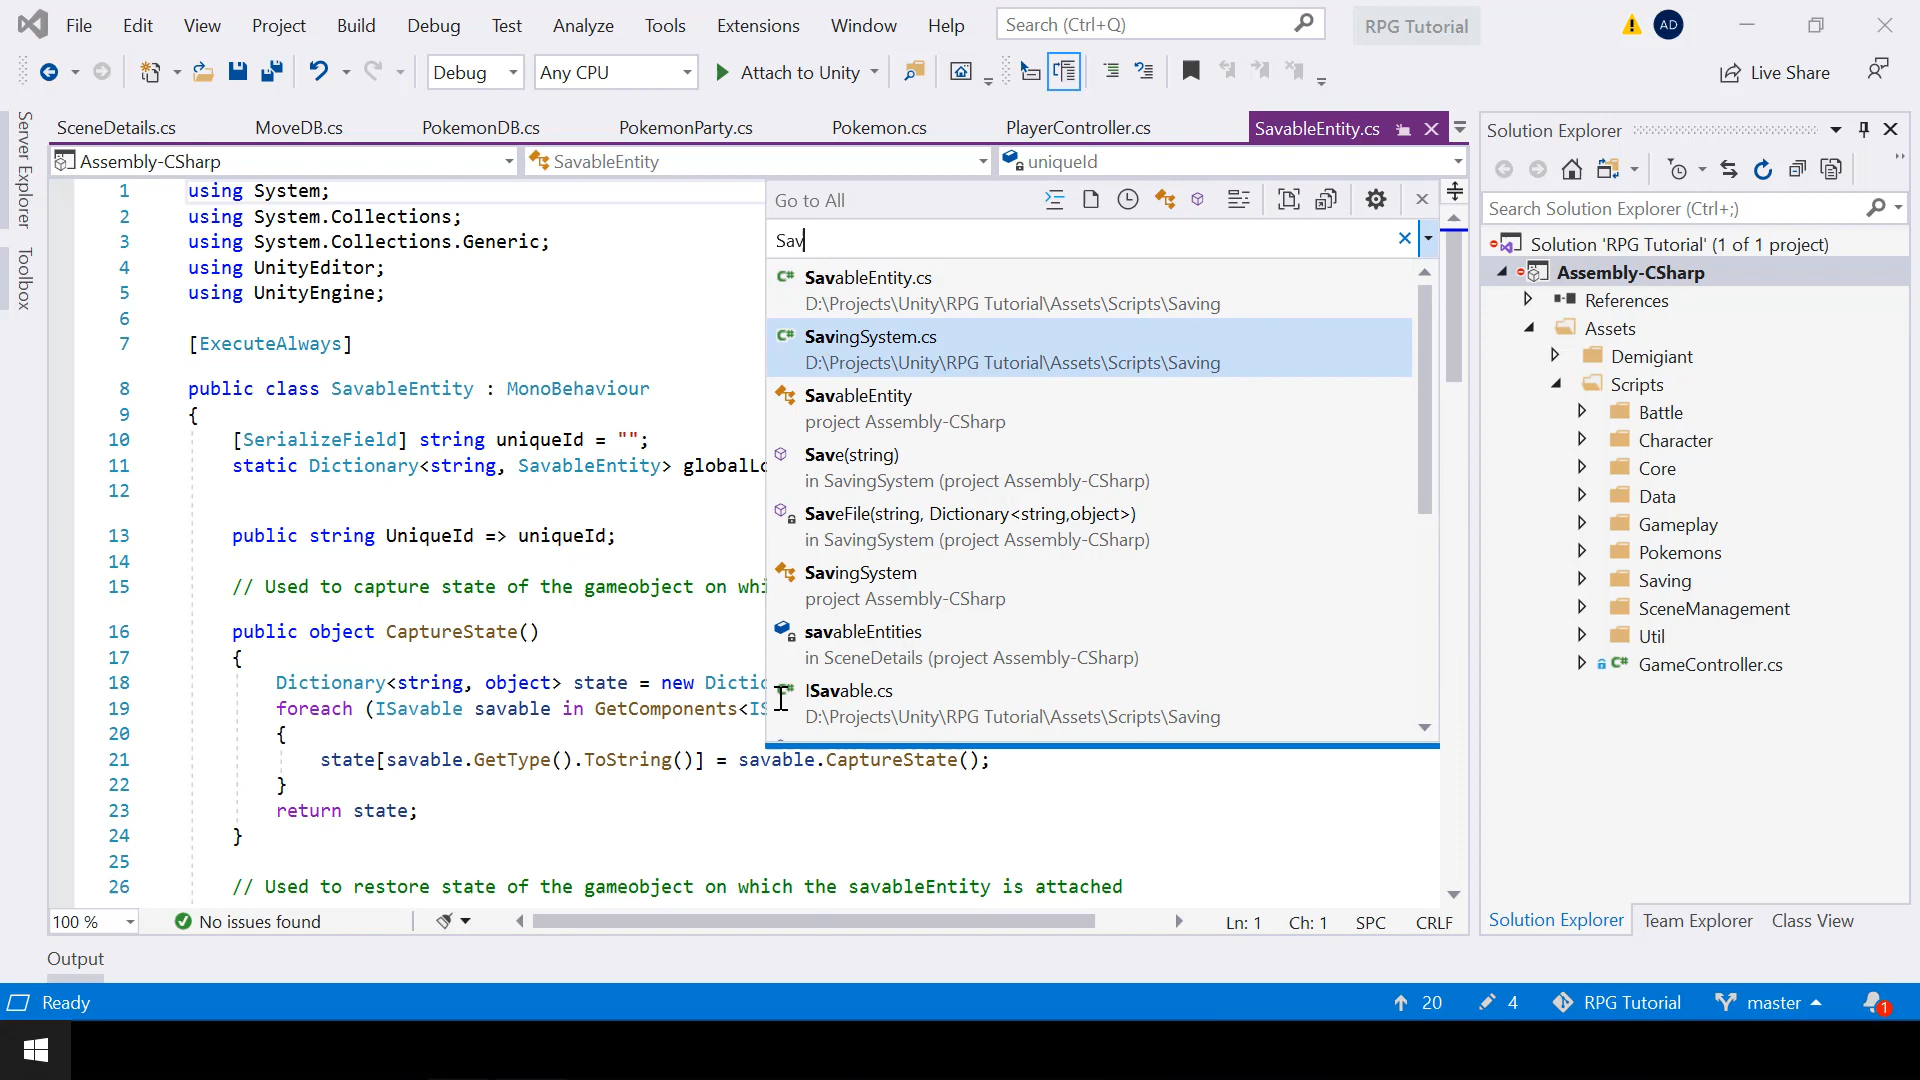 File Edit View Project Build Debug Test Analyze Tools Extensions Window Help Search (Ctrl+Q) RPG Tutorial AD
Debug Any CPU Attach to Unity Live Share
Server Explorer
Toolbox
SceneDetails.cs MoveDB.cs PokemonDB.cs PokemonParty.cs Pokemon.cs PlayerController.cs SavableEntity.cs
Assembly-CSharp SavableEntity uniqueId
1 using System;
2 using System.Collections;
3 using System.Collections.Generic;
4 using UnityEditor;
5 using UnityEngine;
6
7 [ExecuteAlways]
8 public class SavableEntity : MonoBehaviour
9 {
10 [SerializeField] string uniqueId = "";
11 static Dictionary<string, SavableEntity> globalLo
12
13 public string UniqueId => uniqueId;
14
15 // Used to capture state of the gameobject on whi
16 public object CaptureState()
17 {
18 Dictionary<string, object> state = new Dictio
19 foreach (ISavable savable in GetComponents<IS
20 {
21 state[savable.GetType().ToString()] = savable.CaptureState();
22 }
23 return state;
24 }
25
26 // Used to restore state of the gameobject on which the savableEntity is attached
Go to All
Sav
SavableEntity.cs
D:\Projects\Unity\RPG Tutorial\Assets\Scripts\Saving
SavingSystem.cs
D:\Projects\Unity\RPG Tutorial\Assets\Scripts\Saving
SavableEntity
project Assembly-CSharp
Save(string)
in SavingSystem (project Assembly-CSharp)
SaveFile(string, Dictionary<string,object>)
in SavingSystem (project Assembly-CSharp)
SavingSystem
project Assembly-CSharp
savableEntities
in SceneDetails (project Assembly-CSharp)
ISavable.cs
D:\Projects\Unity\RPG Tutorial\Assets\Scripts\Saving
100 % No issues found Ln: 1 Ch: 1 SPC CRLF
Solution Explorer
Search Solution Explorer (Ctrl+;)
Solution 'RPG Tutorial' (1 of 1 project)
Assembly-CSharp
References
Assets
Demigiant
Scripts
Battle
Character
Core
Data
Gameplay
Pokemons
Saving
SceneManagement
Util
GameController.cs
Solution Explorer Team Explorer Class View
Output
Ready 20 4 RPG Tutorial master 1